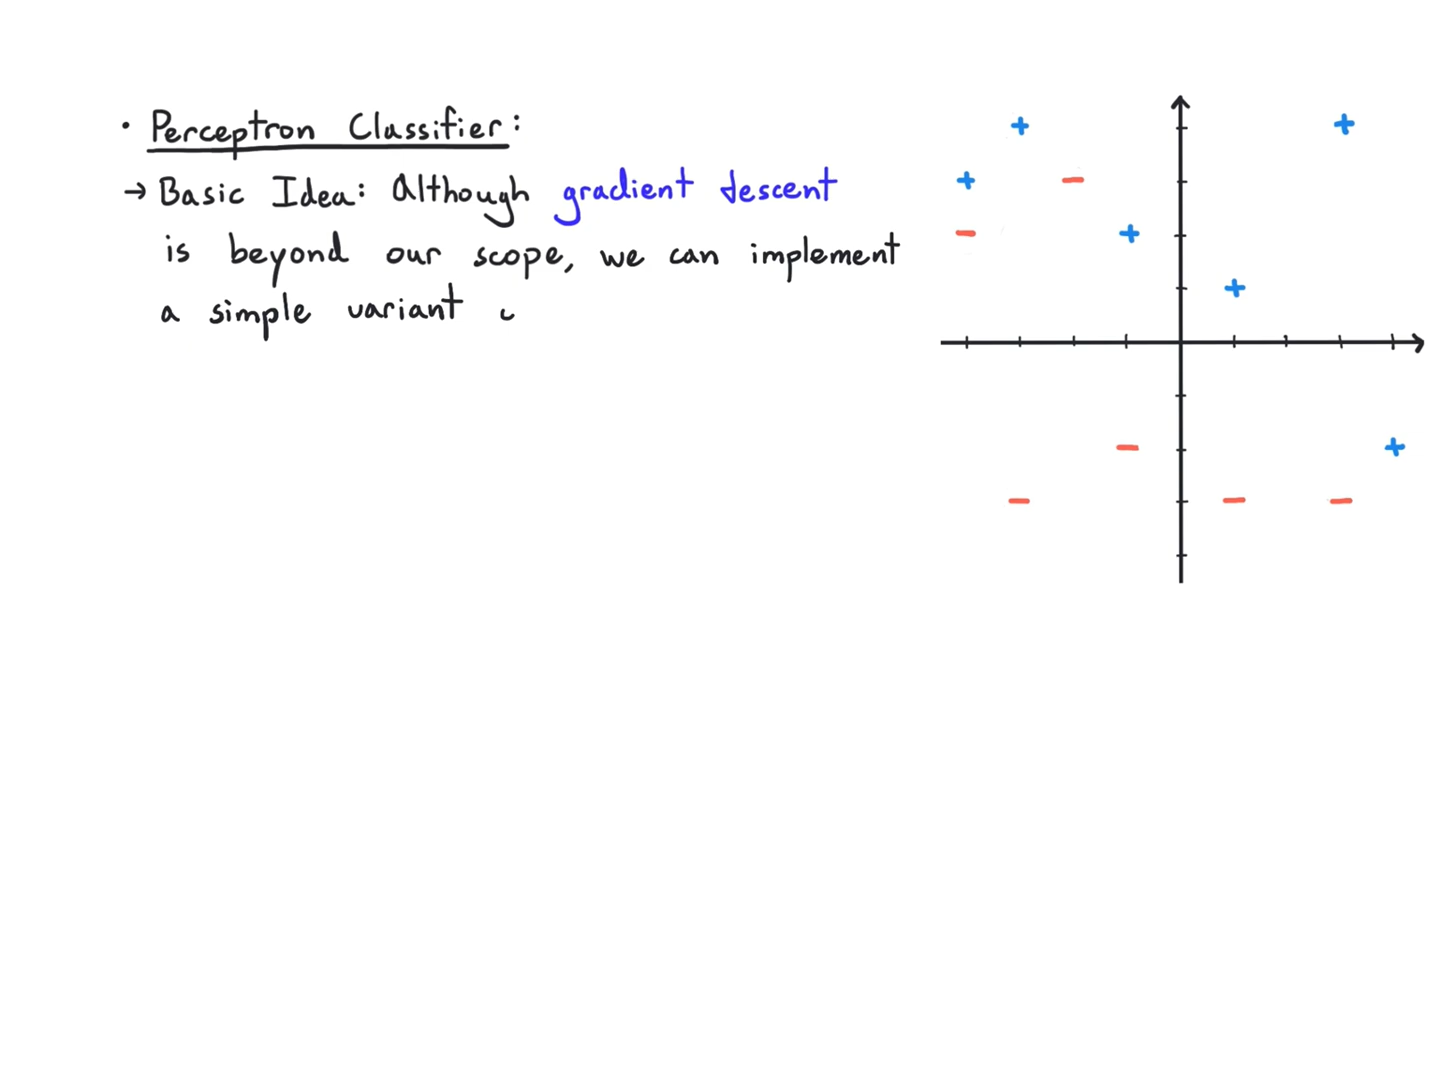 • Perceptron Classifier:
→ Basic Idea: Although gradient descent
is beyond our scope, we can implement
a simple variant